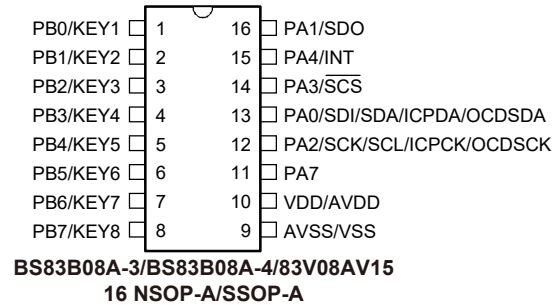 PB0/KEY1 1 16 PA1/SDO
PB1/KEY2 2 15 PA4/INT
PB2/KEY3 3 14 PA3/SCS
PB3/KEY4 4 13 PA0/SDI/SDA/ICPDA/OCDSDA
PB4/KEY5 5 12 PA2/SCK/SCL/ICPCK/OCDSCK
PB5/KEY6 6 11 PA7
PB6/KEY7 7 10 VDD/AVDD
PB7/KEY8 8 9 AVSS/VSS
BS83B08A-3/BS83B08A-4/83V08AV15
16 NSOP-A/SSOP-A